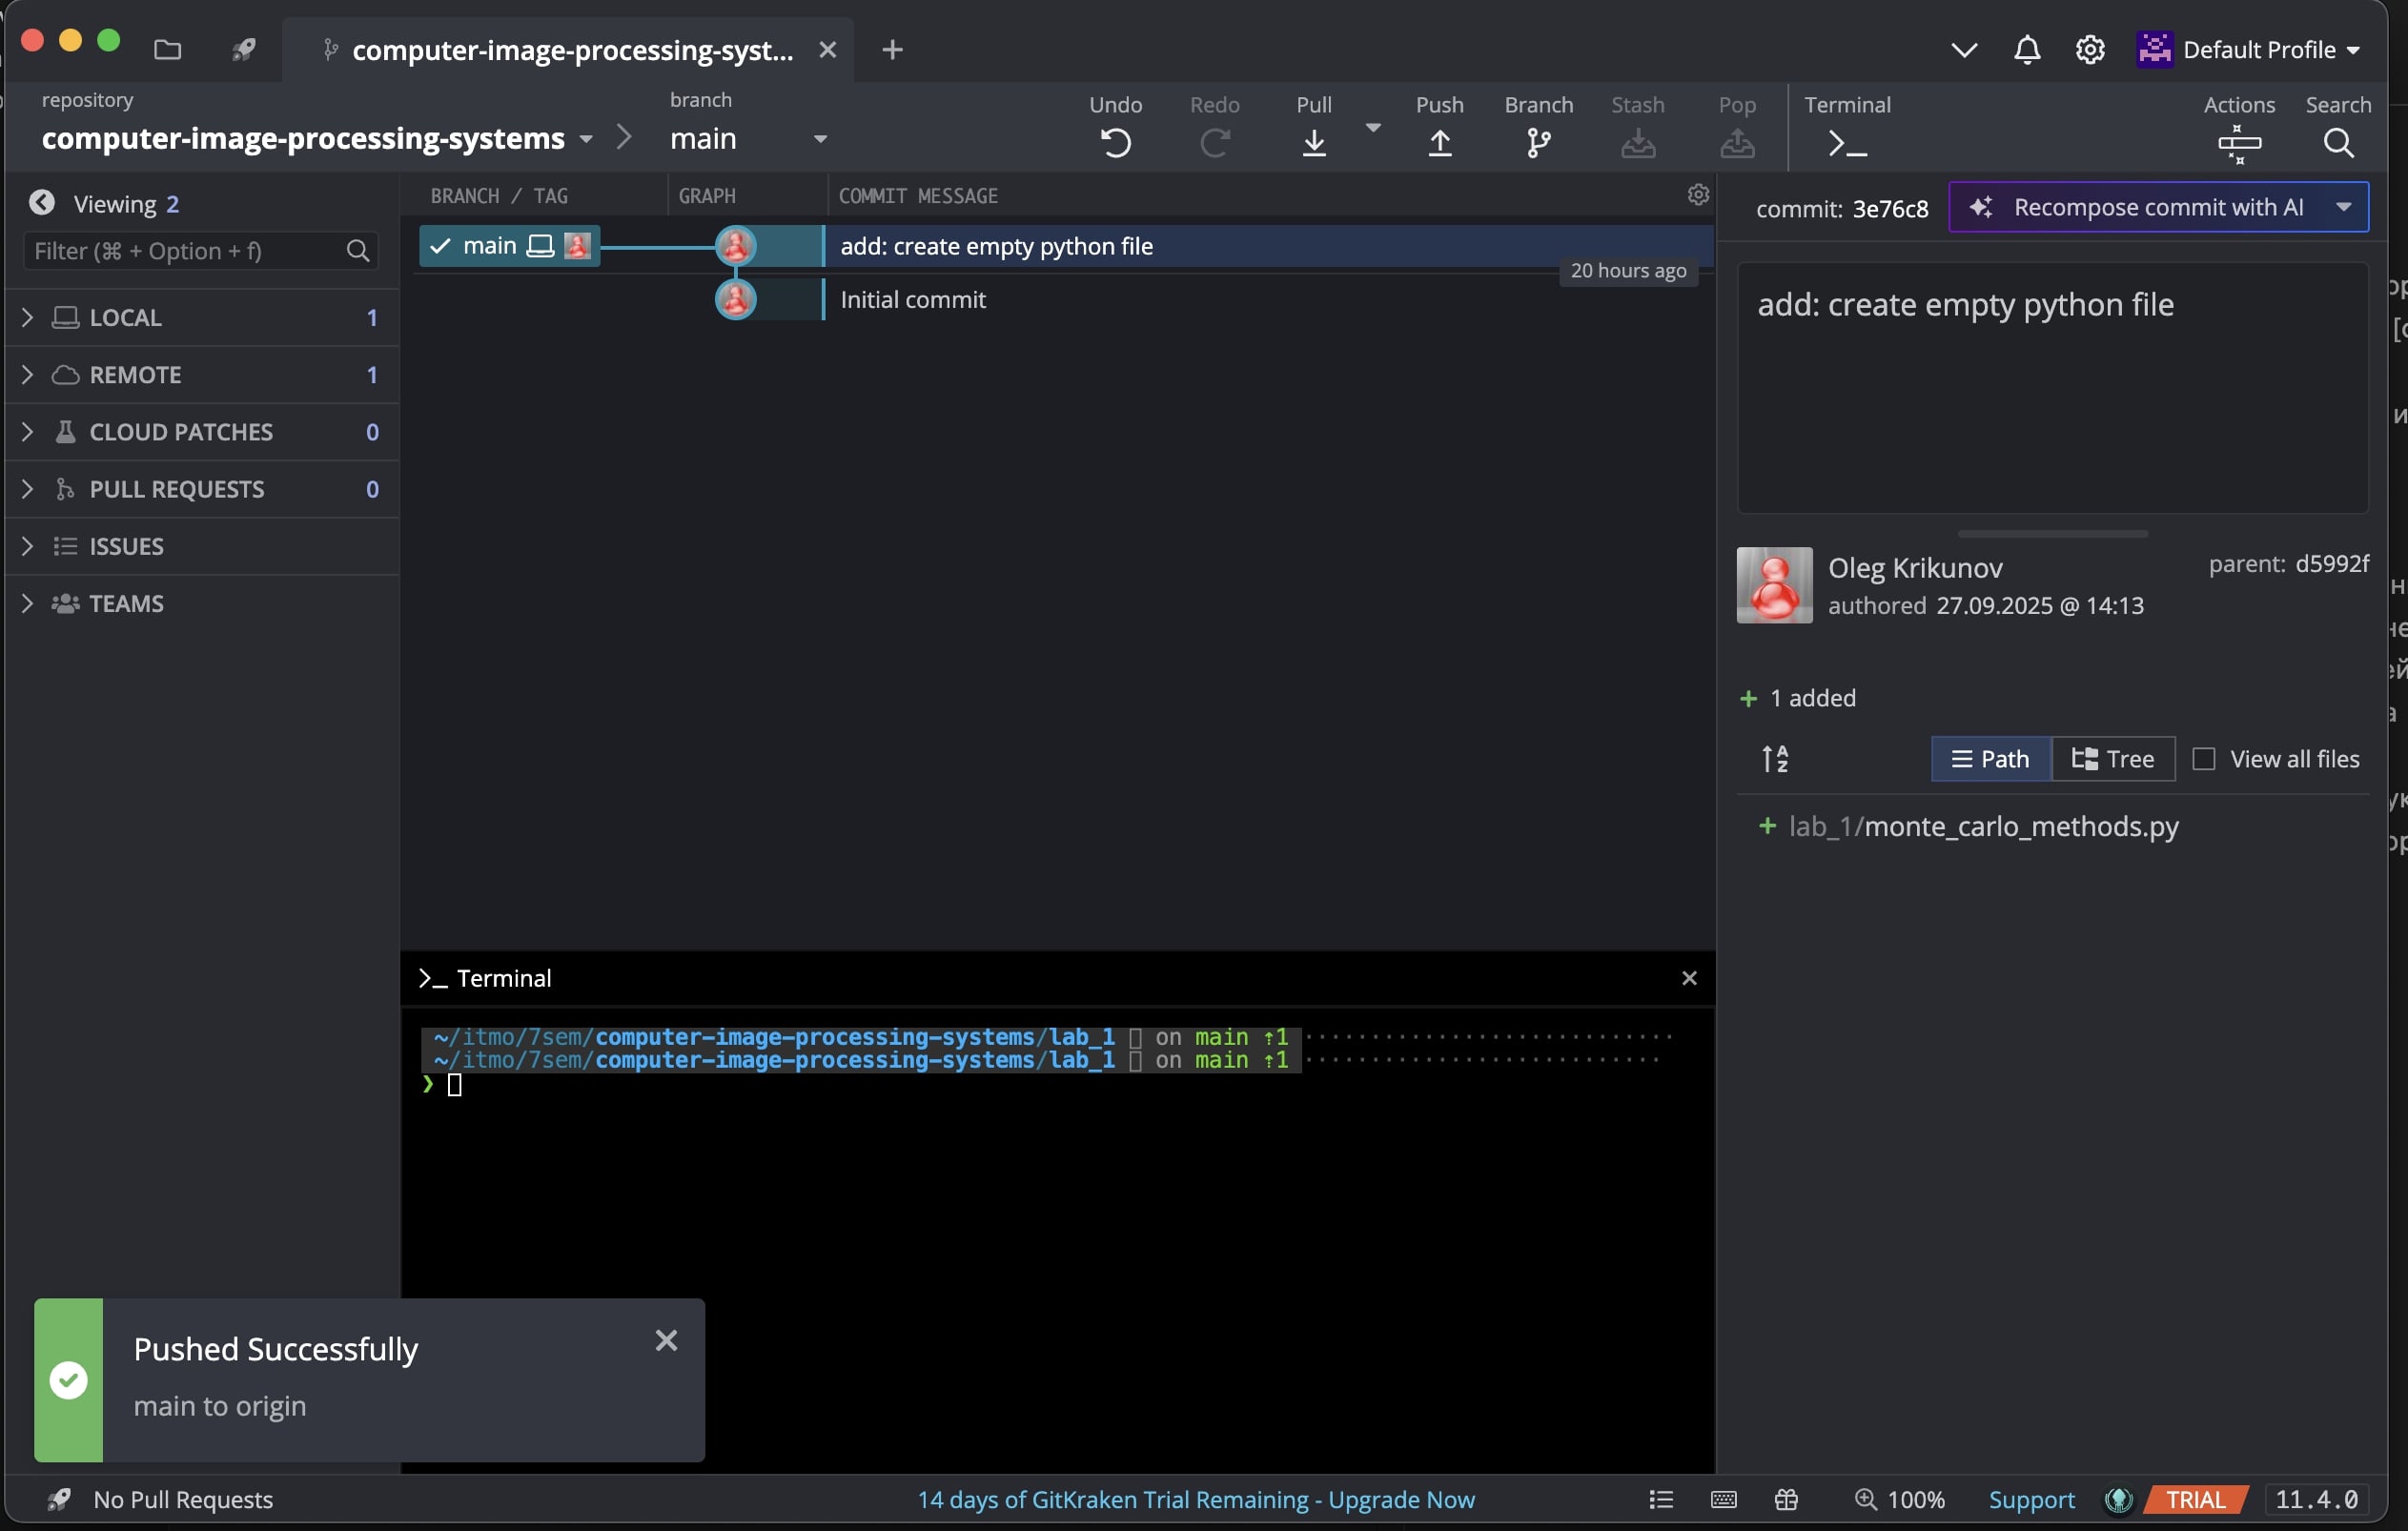 computer-image-processing-syst...
Default Profile
repository
computer-image-processing-systems
branch
main
Undo
Redo
Pull
Push
Branch
Stash
Pop
Terminal
Actions
Search
Viewing 2
Filter (⌘ + Option + f)
LOCAL 1
REMOTE 1
CLOUD PATCHES 0
PULL REQUESTS 0
ISSUES
TEAMS
BRANCH / TAG
GRAPH
COMMIT MESSAGE
main
add: create empty python file
20 hours ago
Initial commit
commit: 3e76c8
Recompose commit with AI
add: create empty python file
Oleg Krikunov
authored 27.09.2025 @ 14:13
parent: d5992f
+ 1 added
Path
Tree
View all files
+ lab_1/monte_carlo_methods.py
>_ Terminal
~/itmo/7sem/computer-image-processing-systems/lab_1 on main ⇡1
~/itmo/7sem/computer-image-processing-systems/lab_1 on main ⇡1
❯
Pushed Successfully
main to origin
No Pull Requests
14 days of GitKraken Trial Remaining - Upgrade Now
100%
Support
TRIAL
11.4.0